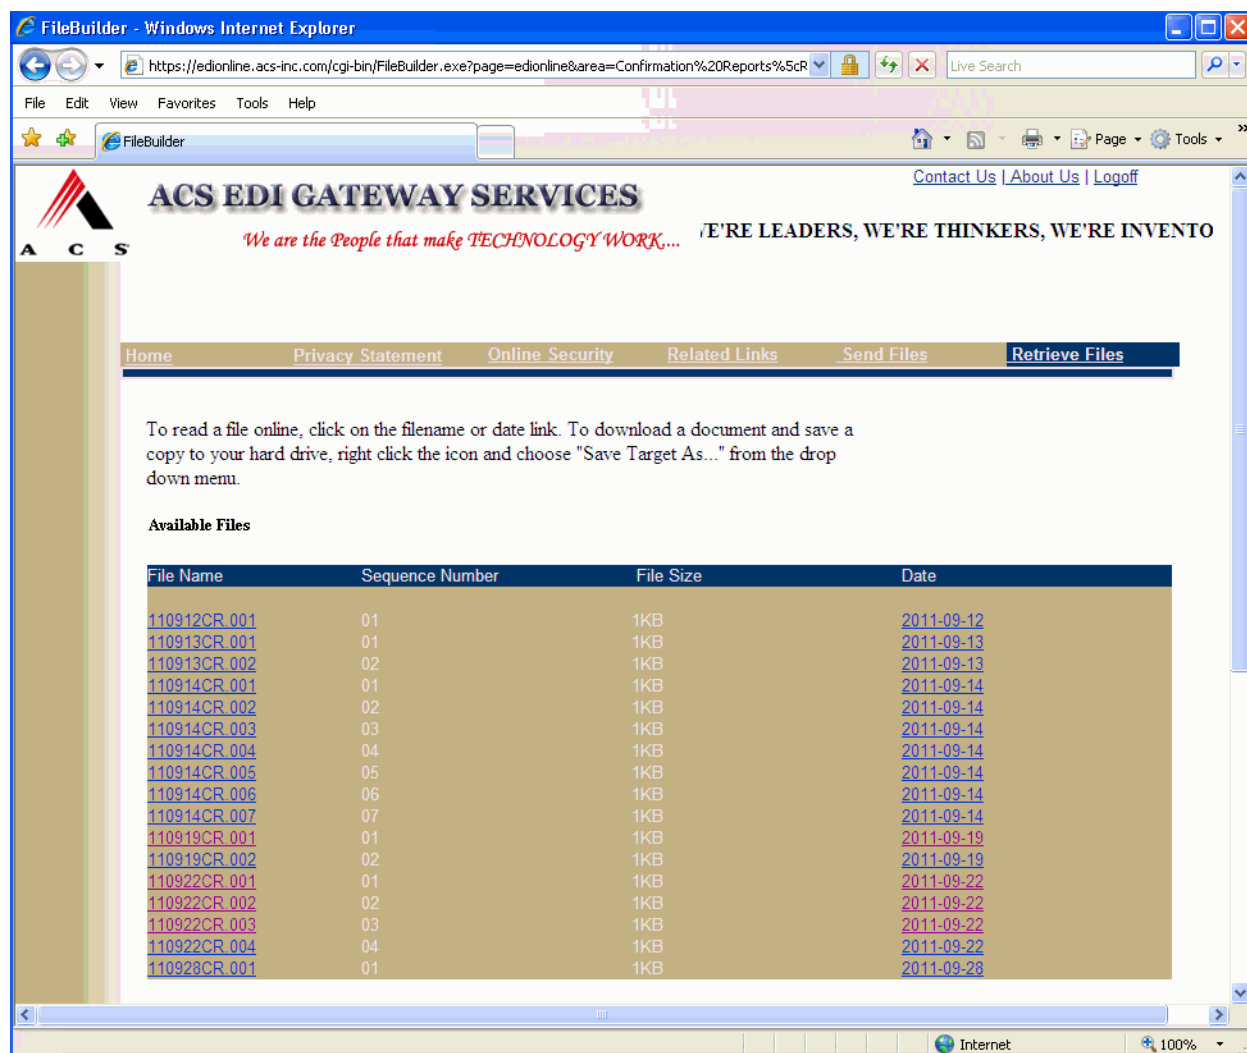 FileBuilder - Windows Internet Explorer
https://edionline.acs-inc.com/cgi-bin/FileBuilder.exe?page=edionline&area=Confirmation%20Reports%5cR
Live Search
File Edit View Favorites Tools Help
FileBuilder
Page Tools »
Contact Us | About Us | Logoff
ACS EDI GATEWAY SERVICES
We are the People that make TECHNOLOGY WORK....
'E'RE LEADERS, WE'RE THINKERS, WE'RE INVENTO
A C S
Home Privacy Statement Online Security Related Links Send Files Retrieve Files
To read a file online, click on the filename or date link. To download a document and save a
copy to your hard drive, right click the icon and choose "Save Target As..." from the drop
down menu.
Available Files
File Name Sequence Number File Size Date
110912CR.001 01 1KB 2011-09-12
110913CR.001 01 1KB 2011-09-13
110913CR.002 02 1KB 2011-09-13
110914CR.001 01 1KB 2011-09-14
110914CR.002 02 1KB 2011-09-14
110914CR.003 03 1KB 2011-09-14
110914CR.004 04 1KB 2011-09-14
110914CR.005 05 1KB 2011-09-14
110914CR.006 06 1KB 2011-09-14
110914CR.007 07 1KB 2011-09-14
110919CR.001 01 1KB 2011-09-19
110919CR.002 02 1KB 2011-09-19
110922CR.001 01 1KB 2011-09-22
110922CR.002 02 1KB 2011-09-22
110922CR.003 03 1KB 2011-09-22
110922CR.004 04 1KB 2011-09-22
110928CR.001 01 1KB 2011-09-28
Internet 100%